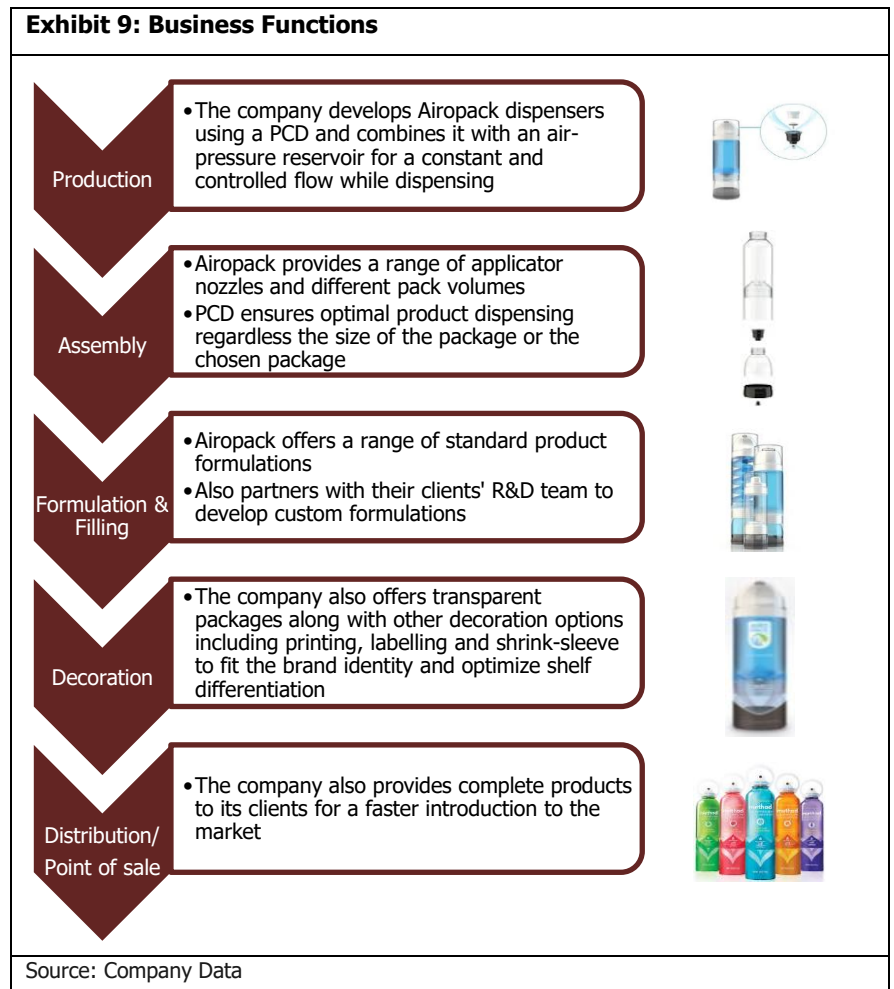 Exhibit 9: Business Functions
Production
•The company develops Airopack dispensers
using a PCD and combines it with an air-
pressure reservoir for a constant and
controlled flow while dispensing
Assembly
•Airopack provides a range of applicator
nozzles and different pack volumes
•PCD ensures optimal product dispensing
regardless the size of the package or the
chosen package
Formulation &
Filling
•Airopack offers a range of standard product
formulations
•Also partners with their clients' R&D team to
develop custom formulations
Decoration
•The company also offers transparent
packages along with other decoration options
including printing, labelling and shrink-sleeve
to fit the brand identity and optimize shelf
differentiation
Distribution/
Point of sale
•The company also provides complete products
to its clients for a faster introduction to the
market
method method method method method
Source: Company Data